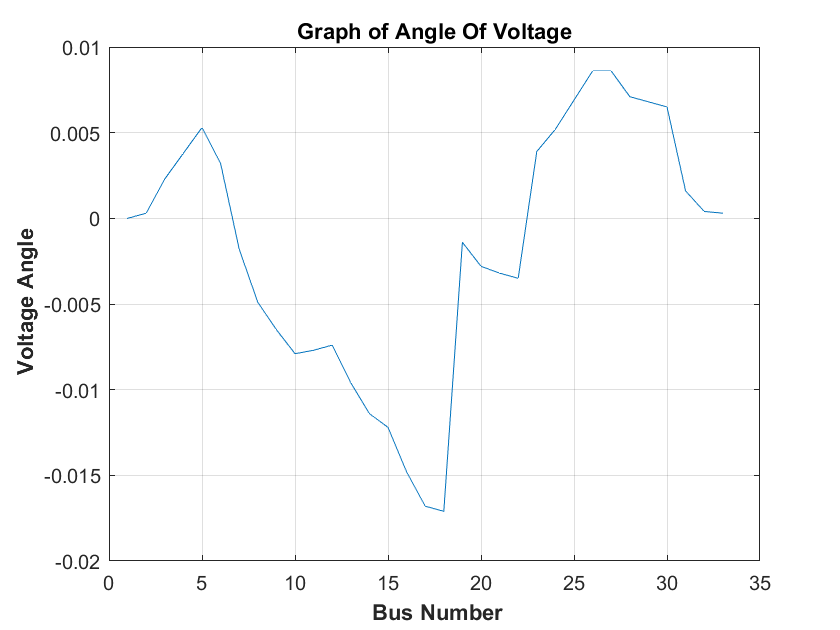 Graph of Angle Of Voltage
0.01
0.005
0
-0.005
-0.01
-0.015
-0.02
Voltage Angle
0 5 10 15 20 25 30 35
Bus Number